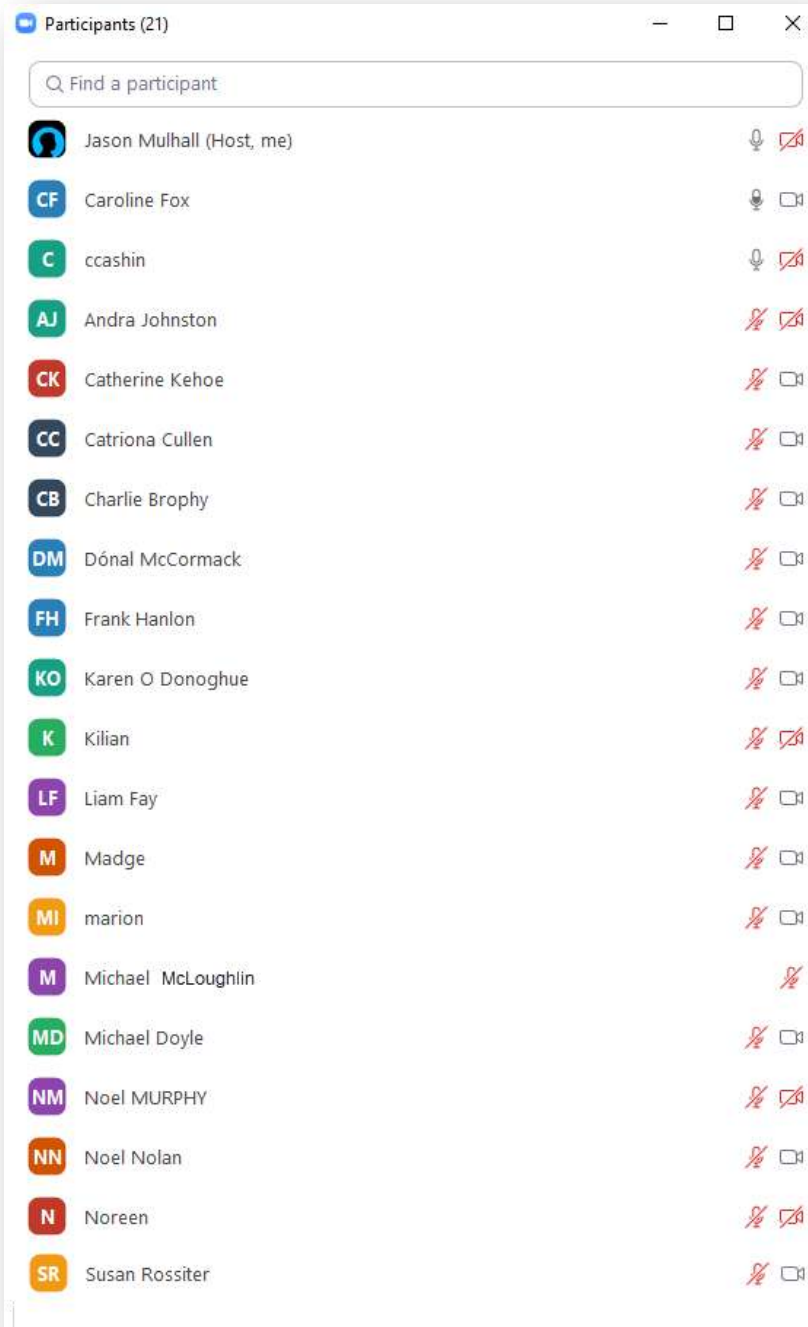 Participants (21)
Find a participant
Jason Mulhall (Host, me)
CF Caroline Fox
C ccashin
AJ Andra Johnston
CK Catherine Kehoe
CC Catriona Cullen
CB Charlie Brophy
DM Dónal McCormack
FH Frank Hanlon
KO Karen O Donoghue
K Kilian
LF Liam Fay
M Madge
MI marion
M Michael McLoughlin
MD Michael Doyle
NM Noel MURPHY
NN Noel Nolan
N Noreen
SR Susan Rossiter